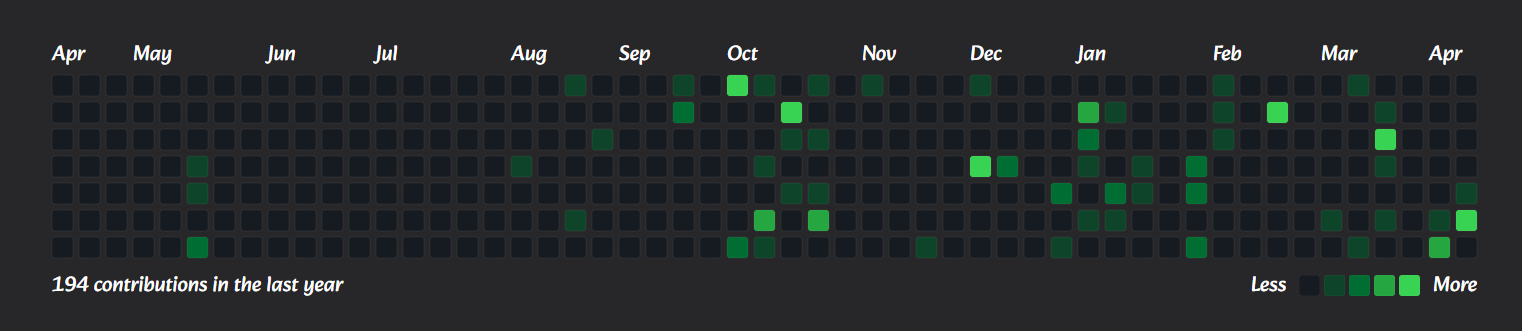 Apr May Jun Jul Aug Sep Oct Nov Dec Jan Feb Mar Apr
194 contributions in the last year
Less More